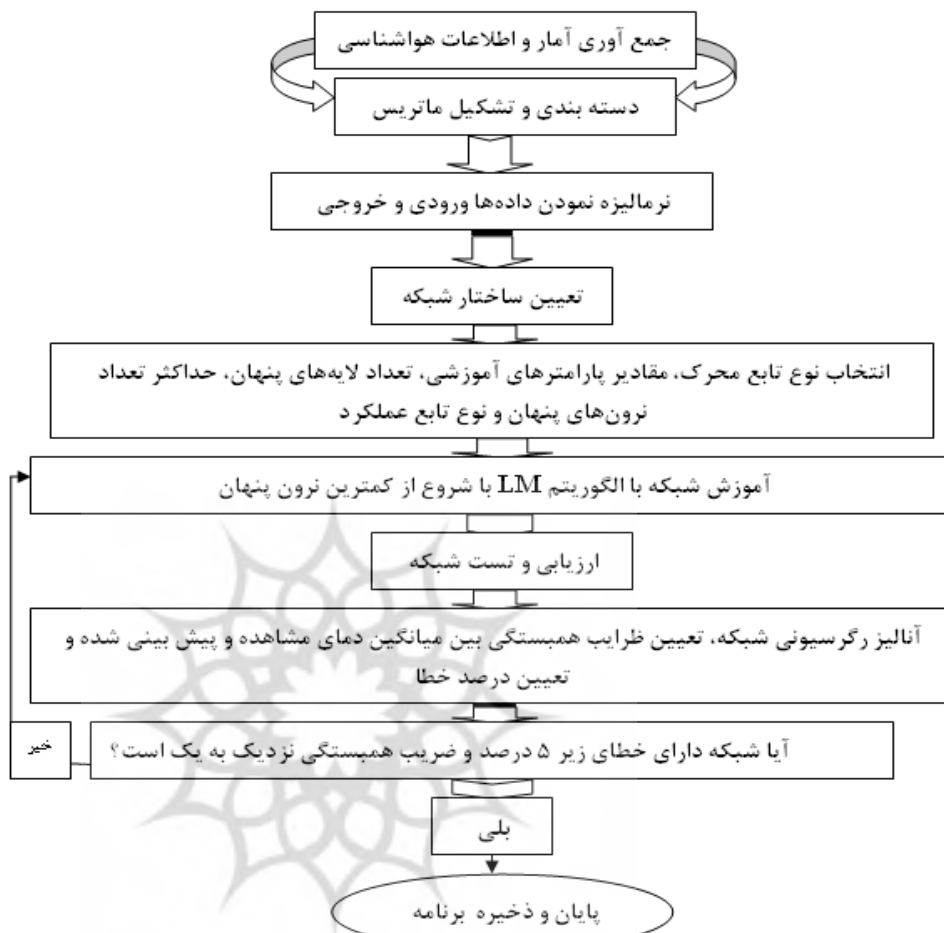 جمع آوری آمار و اطلاعات هواشناسی
دسته بندی و تشکیل ماتریس
نرمالیزه نمودن داده‌ها ورودی و خروجی
تعیین ساختار شبکه
انتخاب نوع تابع محرک، مقادیر پارامترهای آموزشی، تعداد لایه‌های پنهان، حداکثر تعداد
نرون‌های پنهان و نوع تابع عملکرد
آموزش شبکه با الگوریتم LM با شروع از کمترین نرون پنهان
ارزیابی و تست شبکه
آنالیز رگرسیونی شبکه، تعیین ظرایب همبستگی بین میانگین دمای مشاهده و پیش بینی شده و
تعیین درصد خطا
آیا شبکه دارای خطای زیر ۵ درصد و ضریب همبستگی نزدیک به یک است؟
خیر
بلی
پایان و ذخیره برنامه